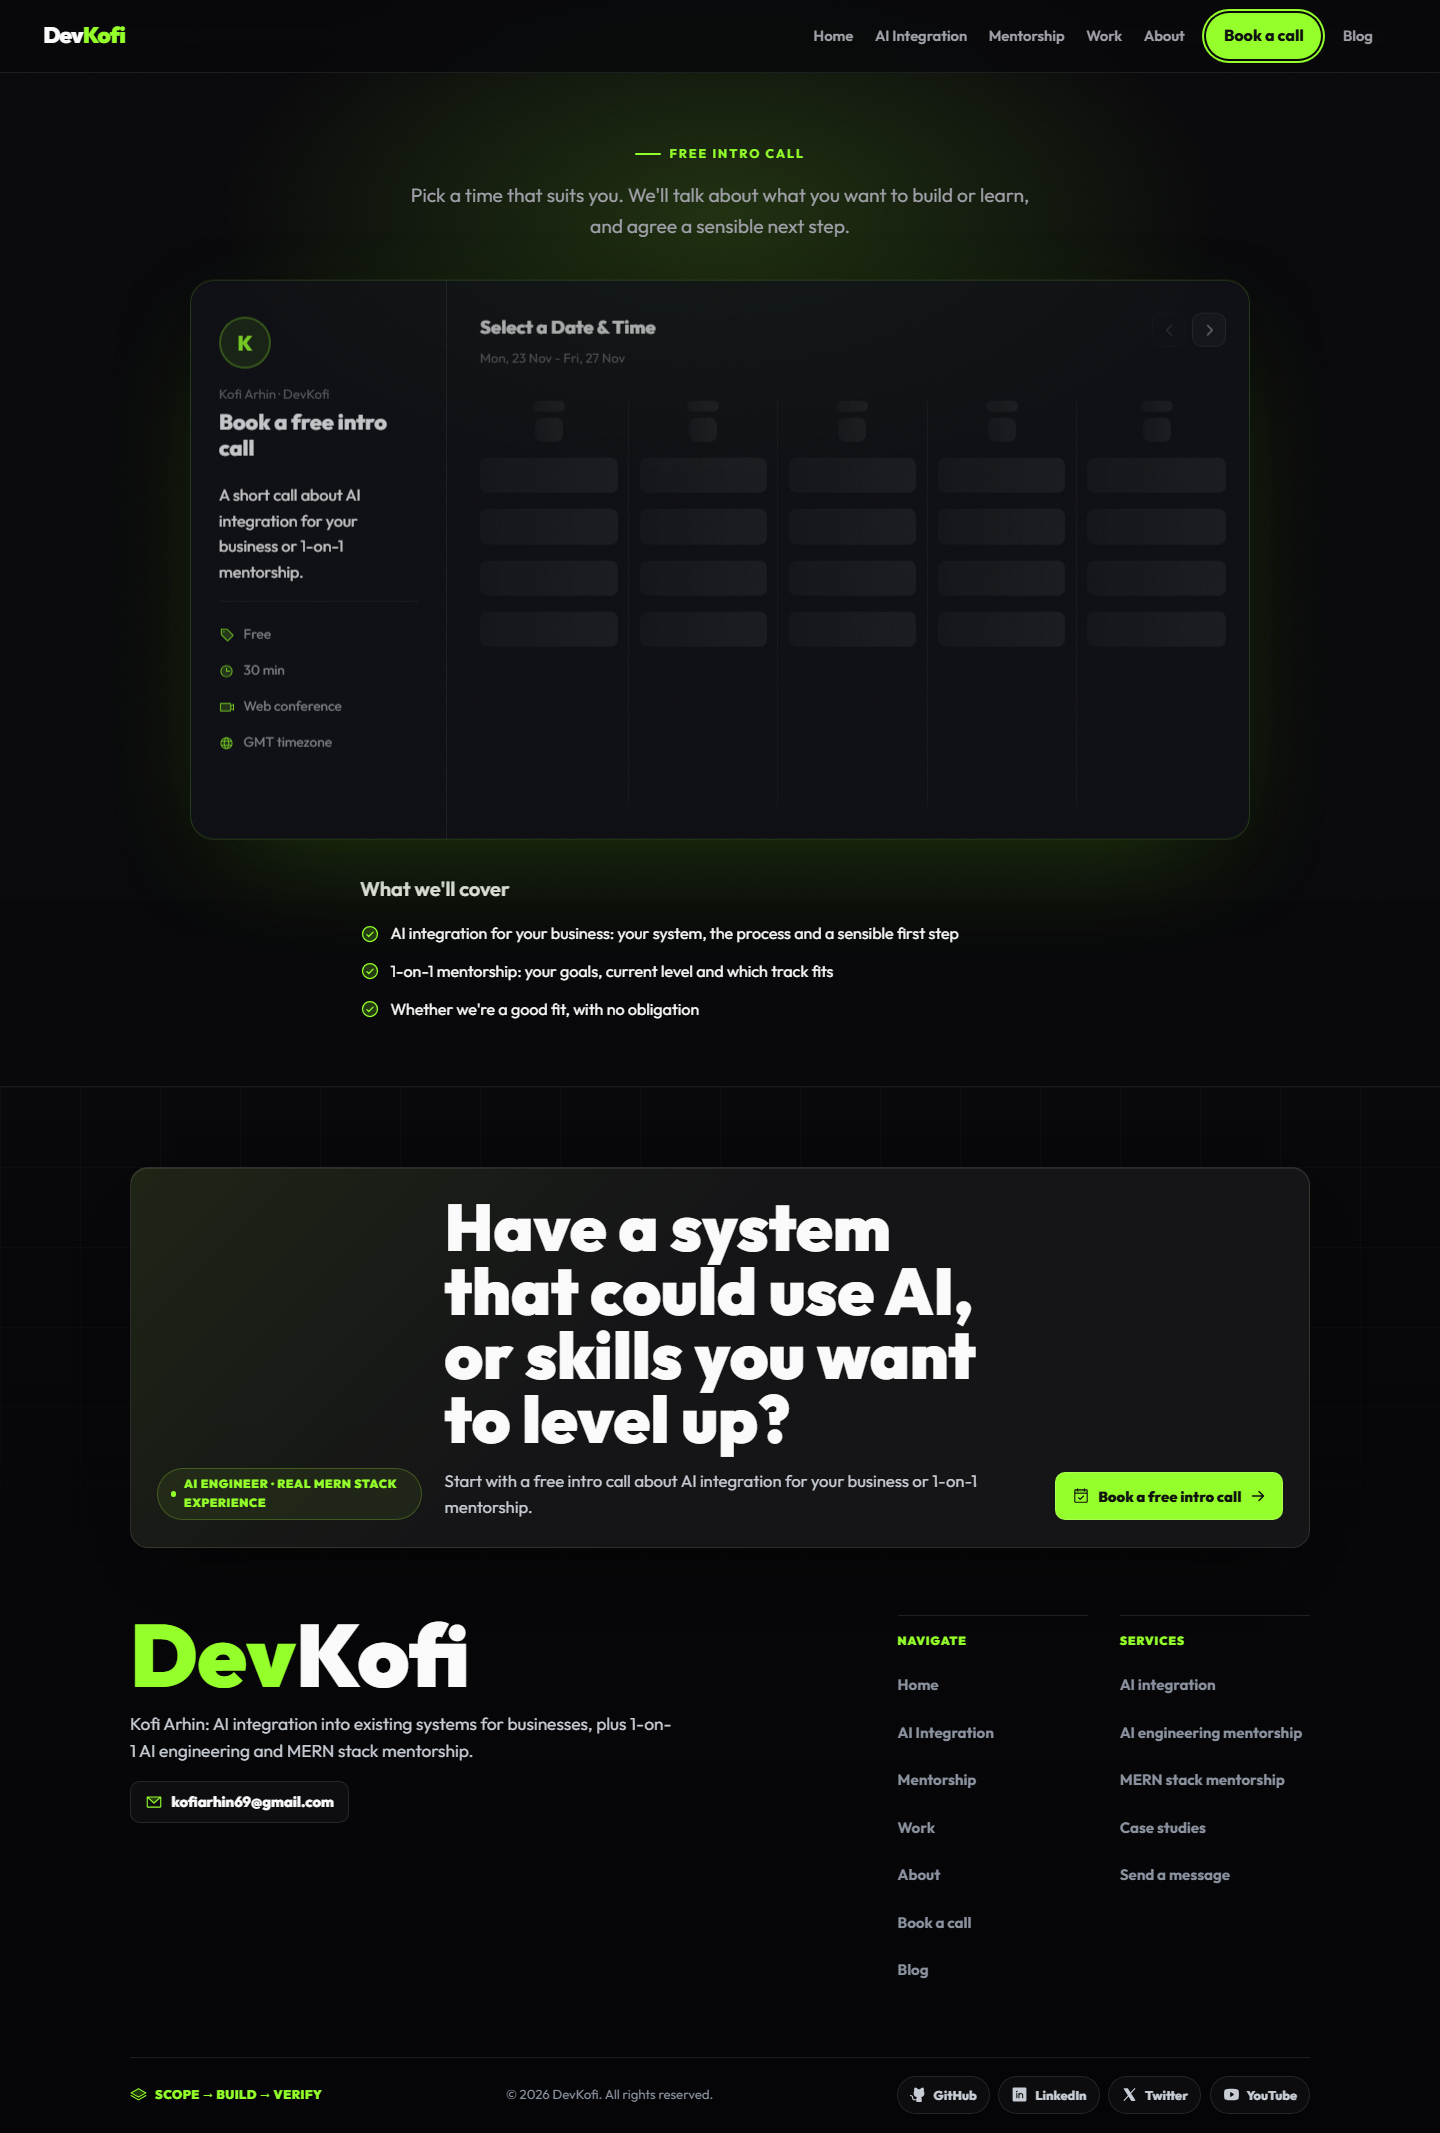 DevKofi
Home AI Integration Mentorship Work About Book a call Blog
FREE INTRO CALL
Pick a time that suits you. We'll talk about what you want to build or learn,
and agree a sensible next step.
K
Kofi Arhin · DevKofi
Book a free intro
call
A short call about AI
integration for your
business or 1-on-1
mentorship.
Free
30 min
Web conference
GMT timezone
Select a Date & Time
Mon, 23 Nov - Fri, 27 Nov
What we'll cover
AI integration for your business: your system, the process and a sensible first step
1-on-1 mentorship: your goals, current level and which track fits
Whether we're a good fit, with no obligation
Have a system
that could use AI,
or skills you want
to level up?
AI ENGINEER · REAL MERN STACK
EXPERIENCE
Start with a free intro call about AI integration for your business or 1-on-1
mentorship.
Book a free intro call →
DevKofi
Kofi Arhin: AI integration into existing systems for businesses, plus 1-on-
1 AI engineering and MERN stack mentorship.
kofiarhin69@gmail.com
NAVIGATE
Home
AI Integration
Mentorship
Work
About
Book a call
Blog
SERVICES
AI integration
AI engineering mentorship
MERN stack mentorship
Case studies
Send a message
SCOPE → BUILD → VERIFY
© 2026 DevKofi. All rights reserved.
GitHub LinkedIn Twitter YouTube